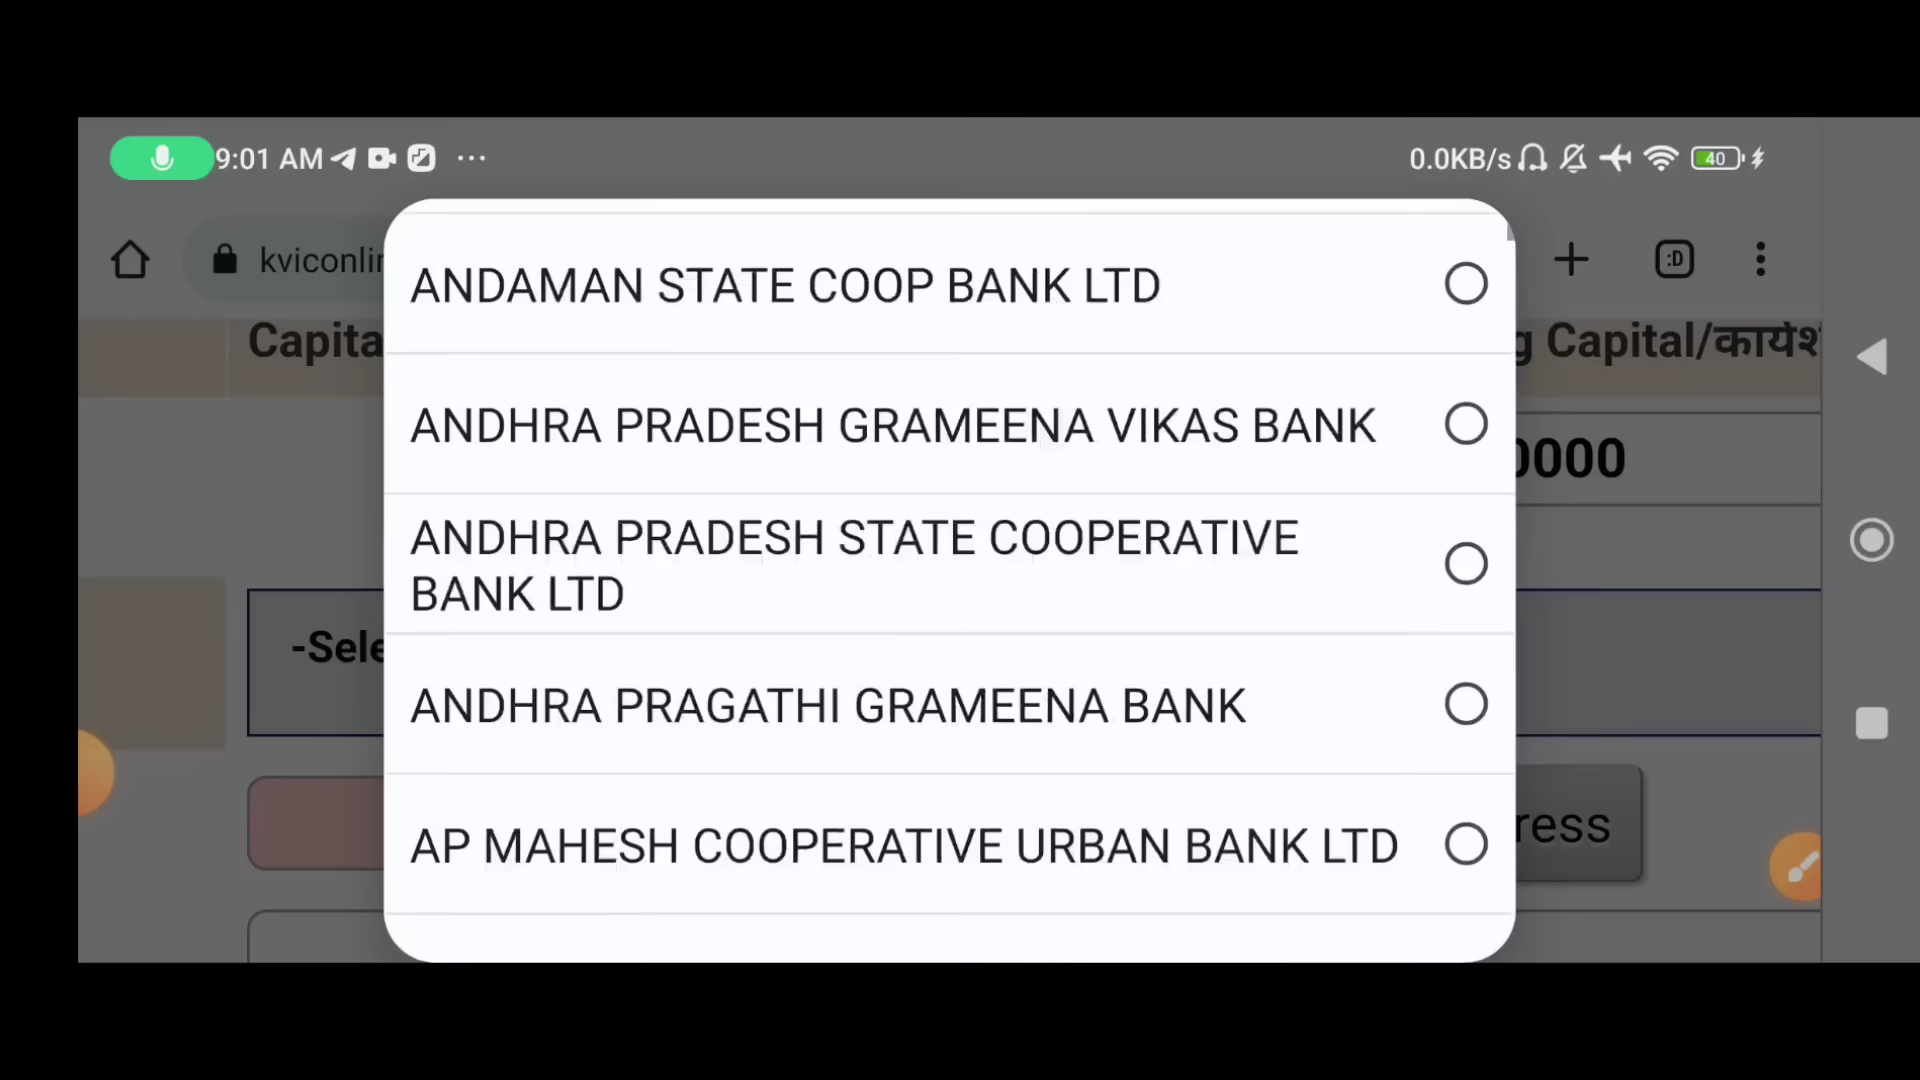 9:01 AM ... 0.0KB/s 40
kviconlin :D
ANDAMAN STATE COOP BANK LTD
Capita g Capital/
ANDHRA PRADESH GRAMEENA VIKAS BANK
0000
ANDHRA PRADESH STATE COOPERATIVE
BANK LTD
-Sele
ANDHRA PRAGATHI GRAMEENA BANK
AP MAHESH COOPERATIVE URBAN BANK LTD
ress